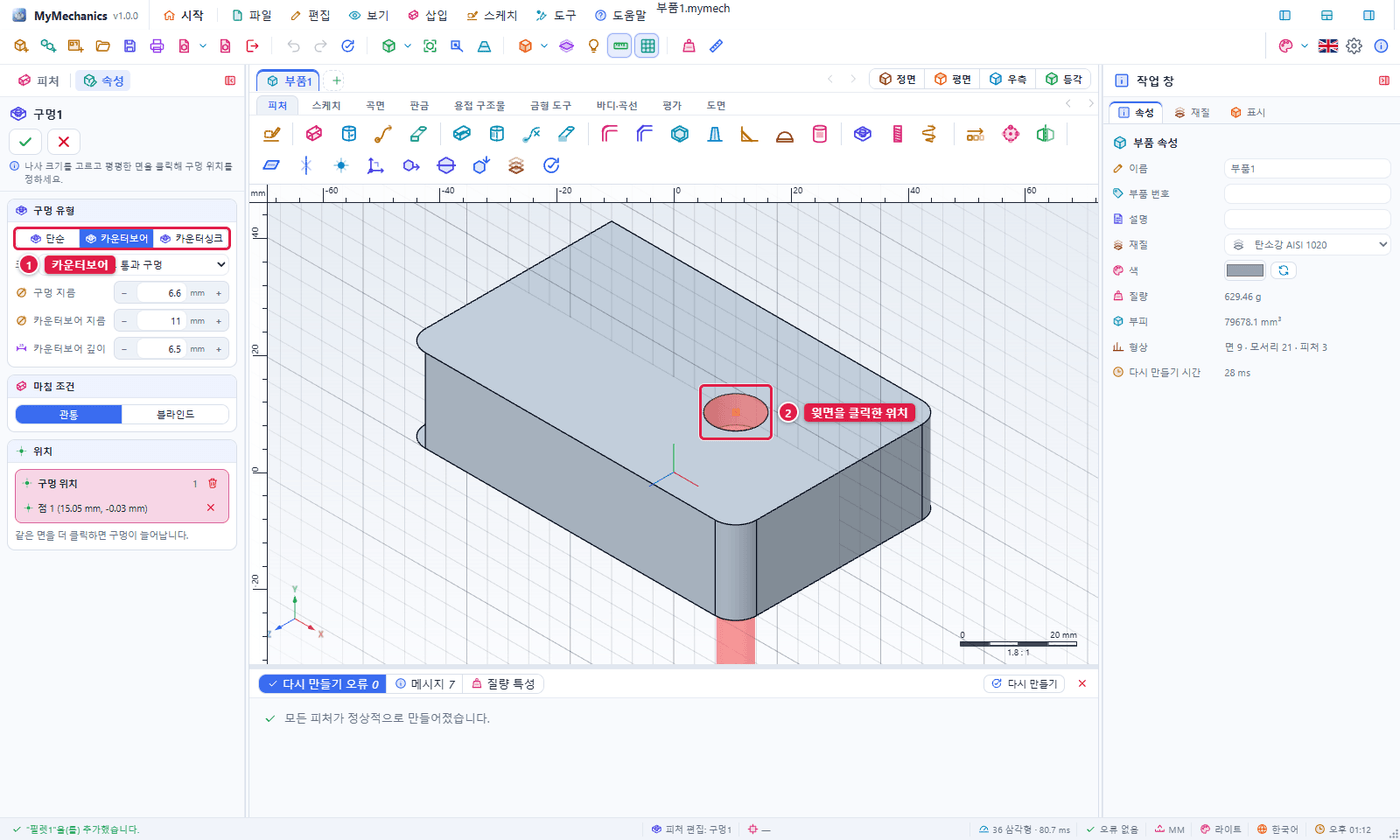 MyMechanics v1.0.0
시작
파일
편집
보기
삽입
스케치
도구
도움말
부품1.mymech
피처
속성
부품1
정면
평면
우측
등각
작업 창
구멍1
나사 크기를 고르고 평평한 면을 클릭해 구멍 위치를
정하세요.
피처
스케치
곡면
판금
용접 구조물
금형 도구
바디·곡선
평가
도면
속성
재질
표시
부품 속성
이름
부품1
부품 번호
설명
재질
탄소강 AISI 1020
색
질량
629.46 g
부피
79678.1 mm³
형상
면 9 · 모서리 21 · 피처 3
다시 만들기 시간
28 ms
구멍 유형
단순
카운터보어
카운터싱크
1
카운터보어
통과 구멍
구멍 지름
−
6.6
mm
+
카운터보어 지름
−
11
mm
+
카운터보어 깊이
−
6.5
mm
+
마침 조건
관통
블라인드
위치
구멍 위치
1
점 1 (15.05 mm, -0.03 mm)
같은 면을 더 클릭하면 구멍이 늘어납니다.
mm
-60
-40
-20
0
20
40
60
40
20
0
-20
2
윗면을 클릭한 위치
Y
X
Z
0
20 mm
1.8 : 1
다시 만들기 오류 0
메시지 7
질량 특성
다시 만들기
모든 피처가 정상적으로 만들어졌습니다.
"필렛1"을(를) 추가했습니다.
피처 편집: 구멍1
—
36 삼각형 · 80.7 ms
오류 없음
MM
라이트
한국어
오후 01:12